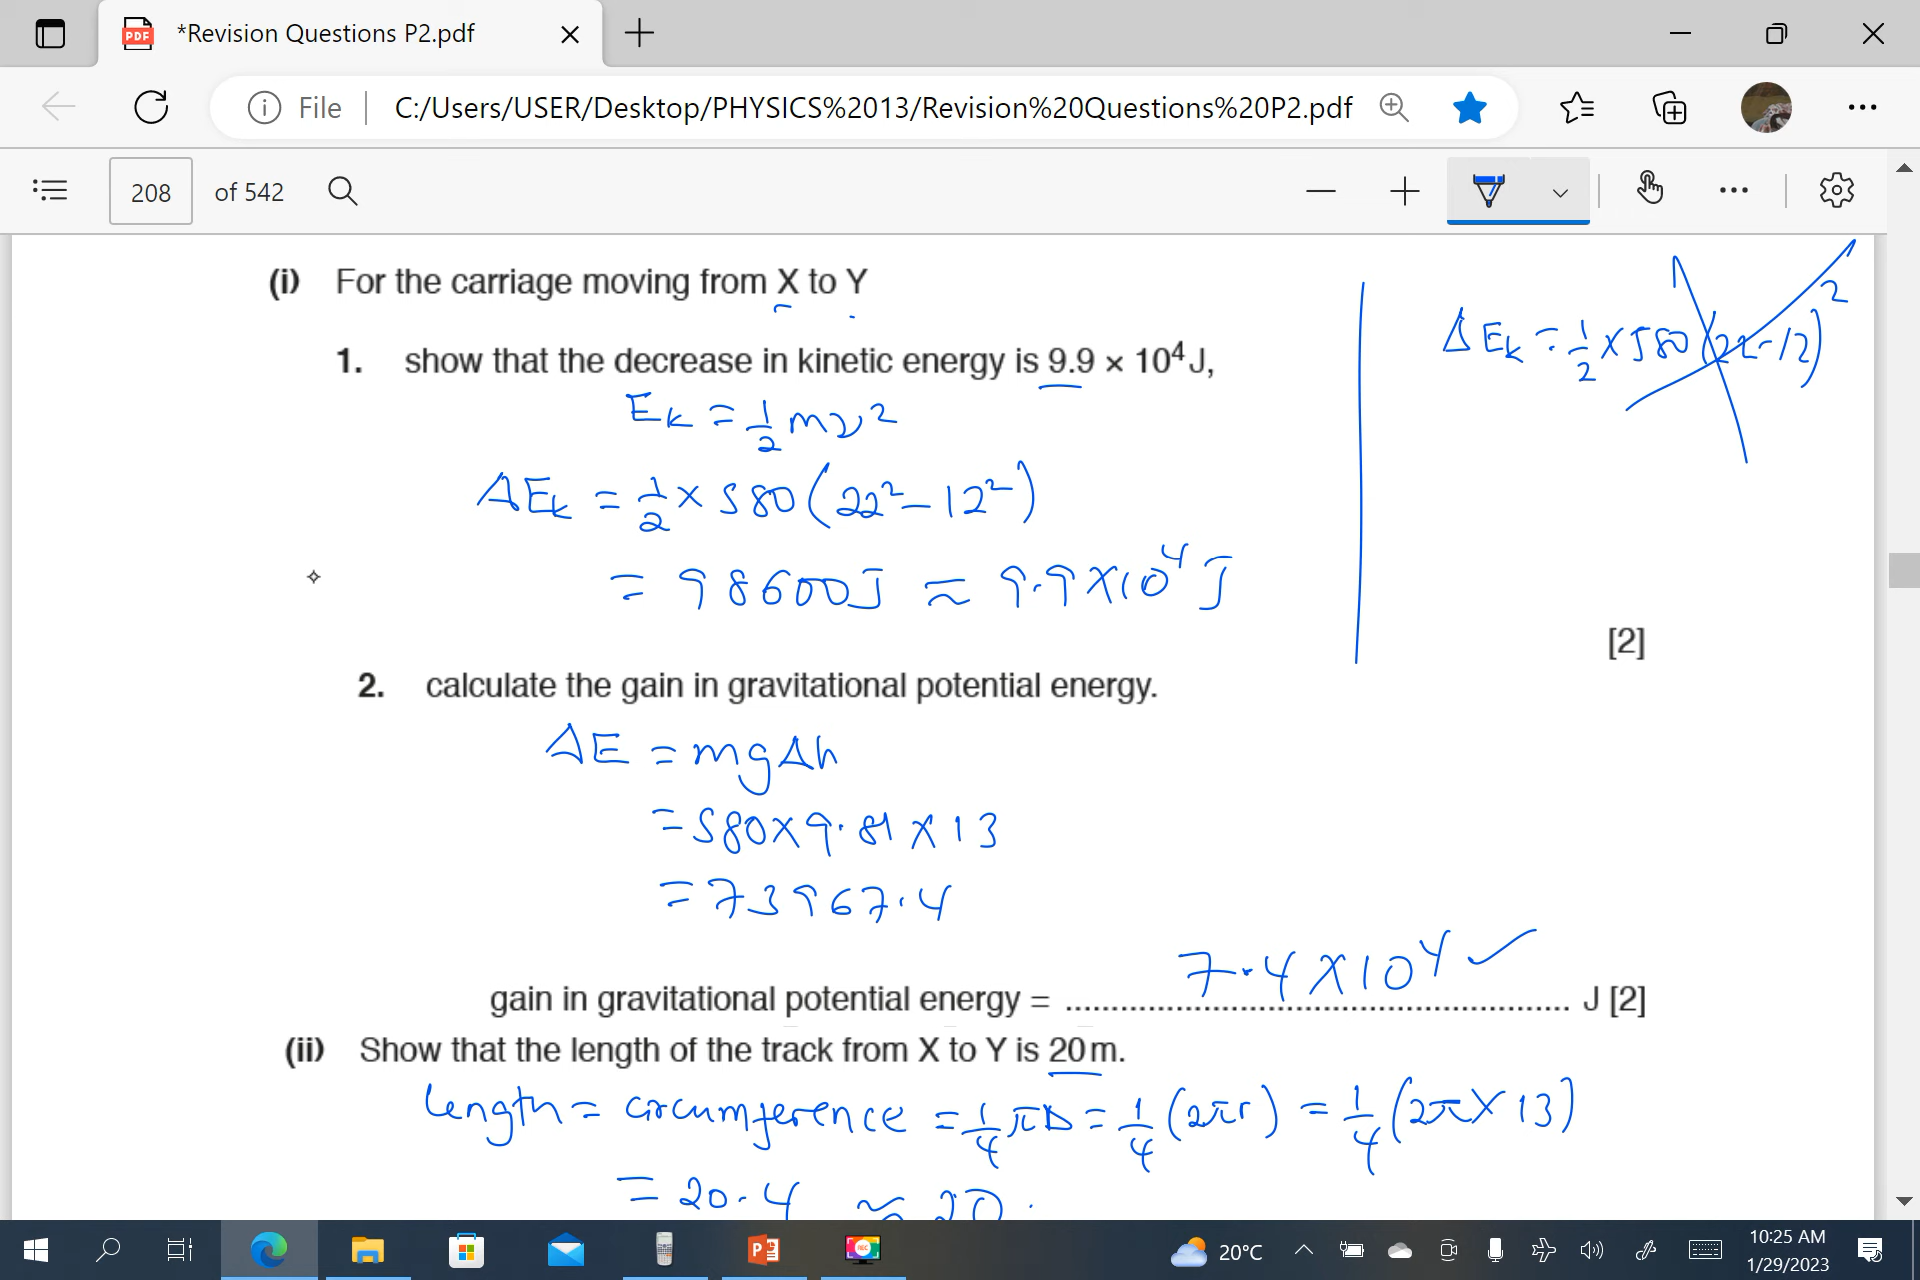 *Revision Questions P2.pdf
File | C:/Users/USER/Desktop/PHYSICS%2013/Revision%20Questions%20P2.pdf
208 of 542
(i) For the carriage moving from X to Y
1. show that the decrease in kinetic energy is 9.9 × 10⁴ J,
Eₖ = ½mv²
ΔEₖ = ½ × 580 (22² − 12²)
= 98600J ≈ 9.9 × 10⁴ J
ΔEₖ = ½ × 580 (22 − 12)²
[2]
2. calculate the gain in gravitational potential energy.
ΔE = mgΔh
= 580 × 9.81 × 13
= 73967.4
7.4 × 10⁴ ✓
gain in gravitational potential energy = ...................................................... J [2]
(ii) Show that the length of the track from X to Y is 20 m.
length = circumference = ¼πD = ¼(2πr) = ¼(2π × 13)
= 20.4 ≈ 20.
20°C
10:25 AM
1/29/2023